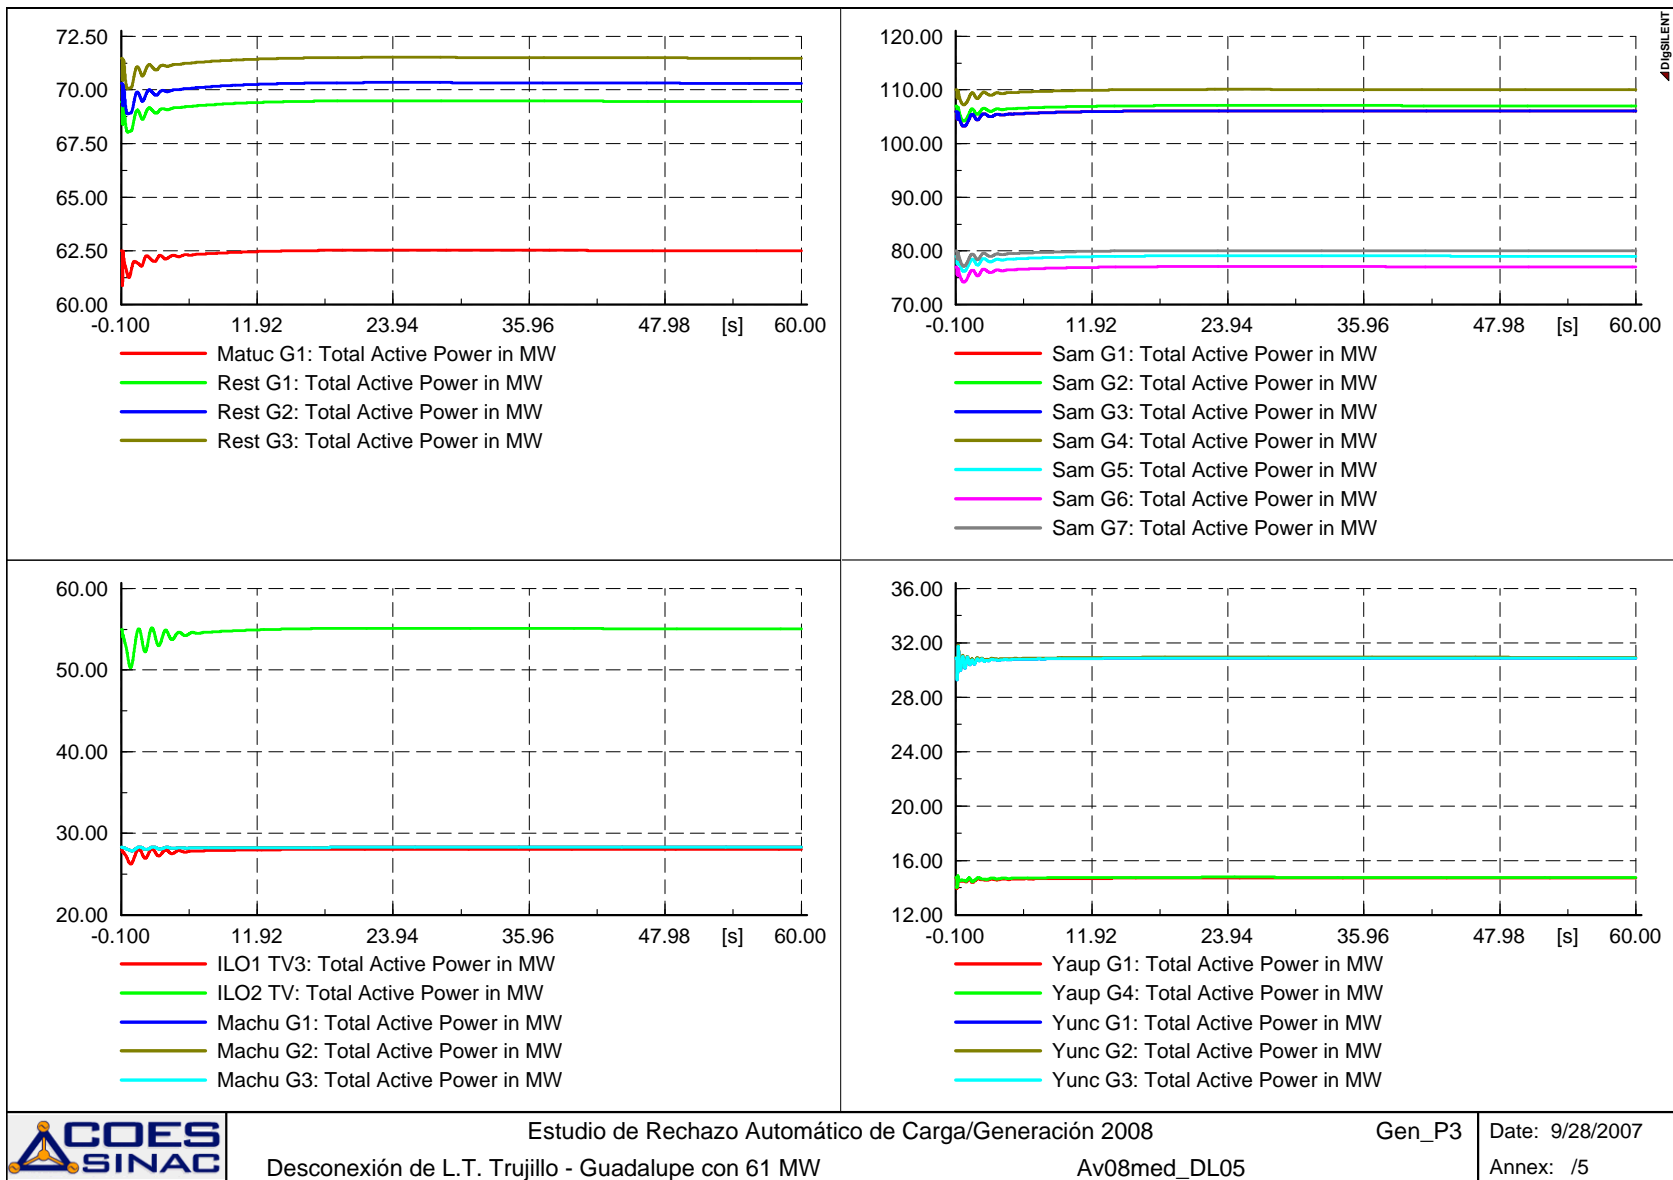 72.50
70.00
67.50
65.00
62.50
60.00
-0.100 11.92 23.94 35.96 47.98 [s] 60.00
Matuc G1: Total Active Power in MW
Rest G1: Total Active Power in MW
Rest G2: Total Active Power in MW
Rest G3: Total Active Power in MW
DIgSILENT
120.00
110.00
100.00
90.00
80.00
70.00
-0.100 11.92 23.94 35.96 47.98 [s] 60.00
Sam G1: Total Active Power in MW
Sam G2: Total Active Power in MW
Sam G3: Total Active Power in MW
Sam G4: Total Active Power in MW
Sam G5: Total Active Power in MW
Sam G6: Total Active Power in MW
Sam G7: Total Active Power in MW
60.00
50.00
40.00
30.00
20.00
-0.100 11.92 23.94 35.96 47.98 [s] 60.00
ILO1 TV3: Total Active Power in MW
ILO2 TV: Total Active Power in MW
Machu G1: Total Active Power in MW
Machu G2: Total Active Power in MW
Machu G3: Total Active Power in MW
36.00
32.00
28.00
24.00
20.00
16.00
12.00
-0.100 11.92 23.94 35.96 47.98 [s] 60.00
Yaup G1: Total Active Power in MW
Yaup G4: Total Active Power in MW
Yunc G1: Total Active Power in MW
Yunc G2: Total Active Power in MW
Yunc G3: Total Active Power in MW
COES
SINAC
Estudio de Rechazo Automático de Carga/Generación 2008 Gen_P3
Desconexión de L.T. Trujillo - Guadalupe con 61 MW Av08med_DL05
Date: 9/28/2007
Annex: /5